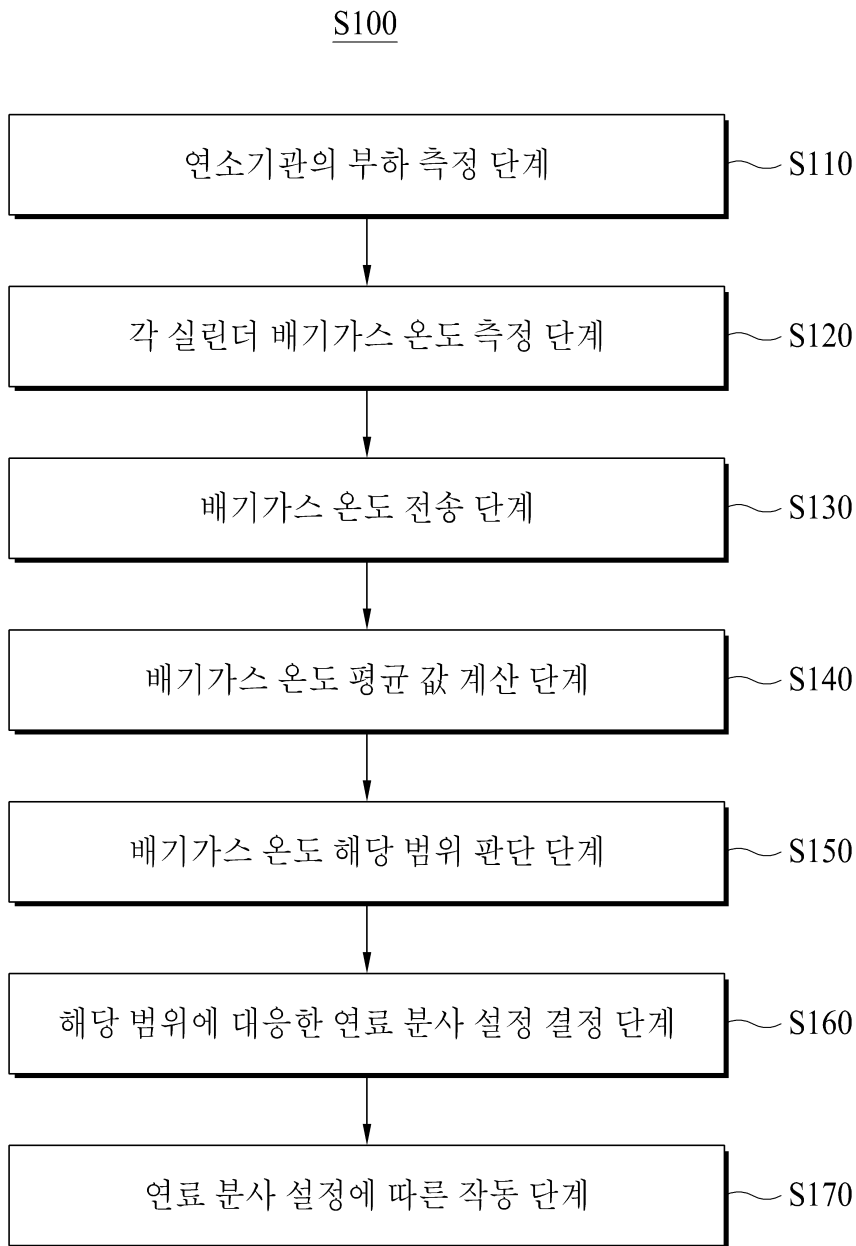 S100
연소기관의 부하 측정 단계 S110
각 실린더 배기가스 온도 측정 단계 S120
배기가스 온도 전송 단계 S130
배기가스 온도 평균 값 계산 단계 S140
배기가스 온도 해당 범위 판단 단계 S150
해당 범위에 대응한 연료 분사 설정 결정 단계 S160
연료 분사 설정에 따른 작동 단계 S170